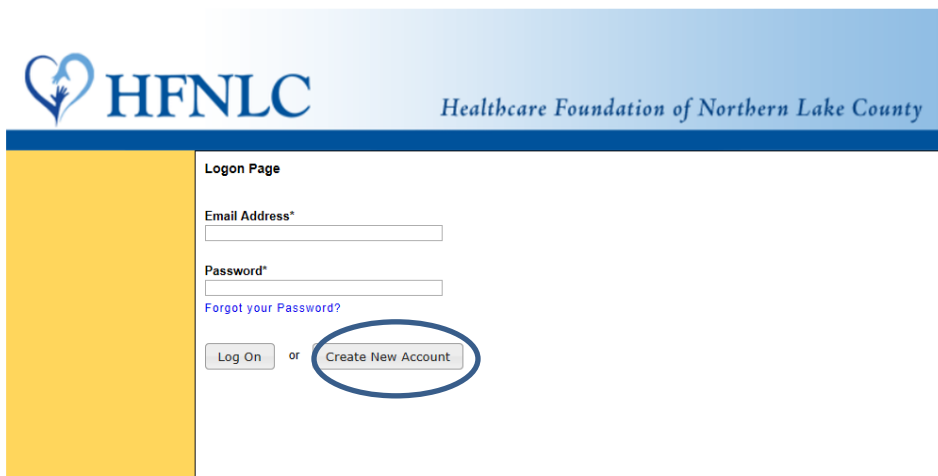 HFNLC
Healthcare Foundation of Northern Lake County
Logon Page
Email Address*
Password*
Forgot your Password?
Log On or Create New Account